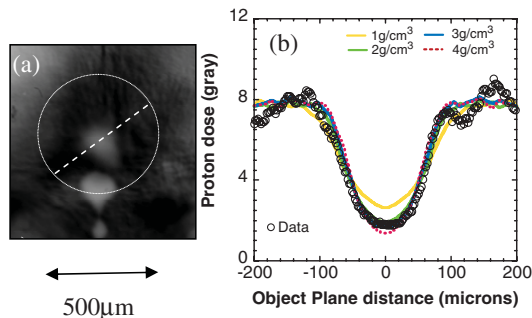 (a)
500μm
(b)
1g/cm³
2g/cm³
3g/cm³
4g/cm³
Proton dose (gray)
12
8
4
0
Data
-200 -100 0 100 200
Object Plane distance (microns)